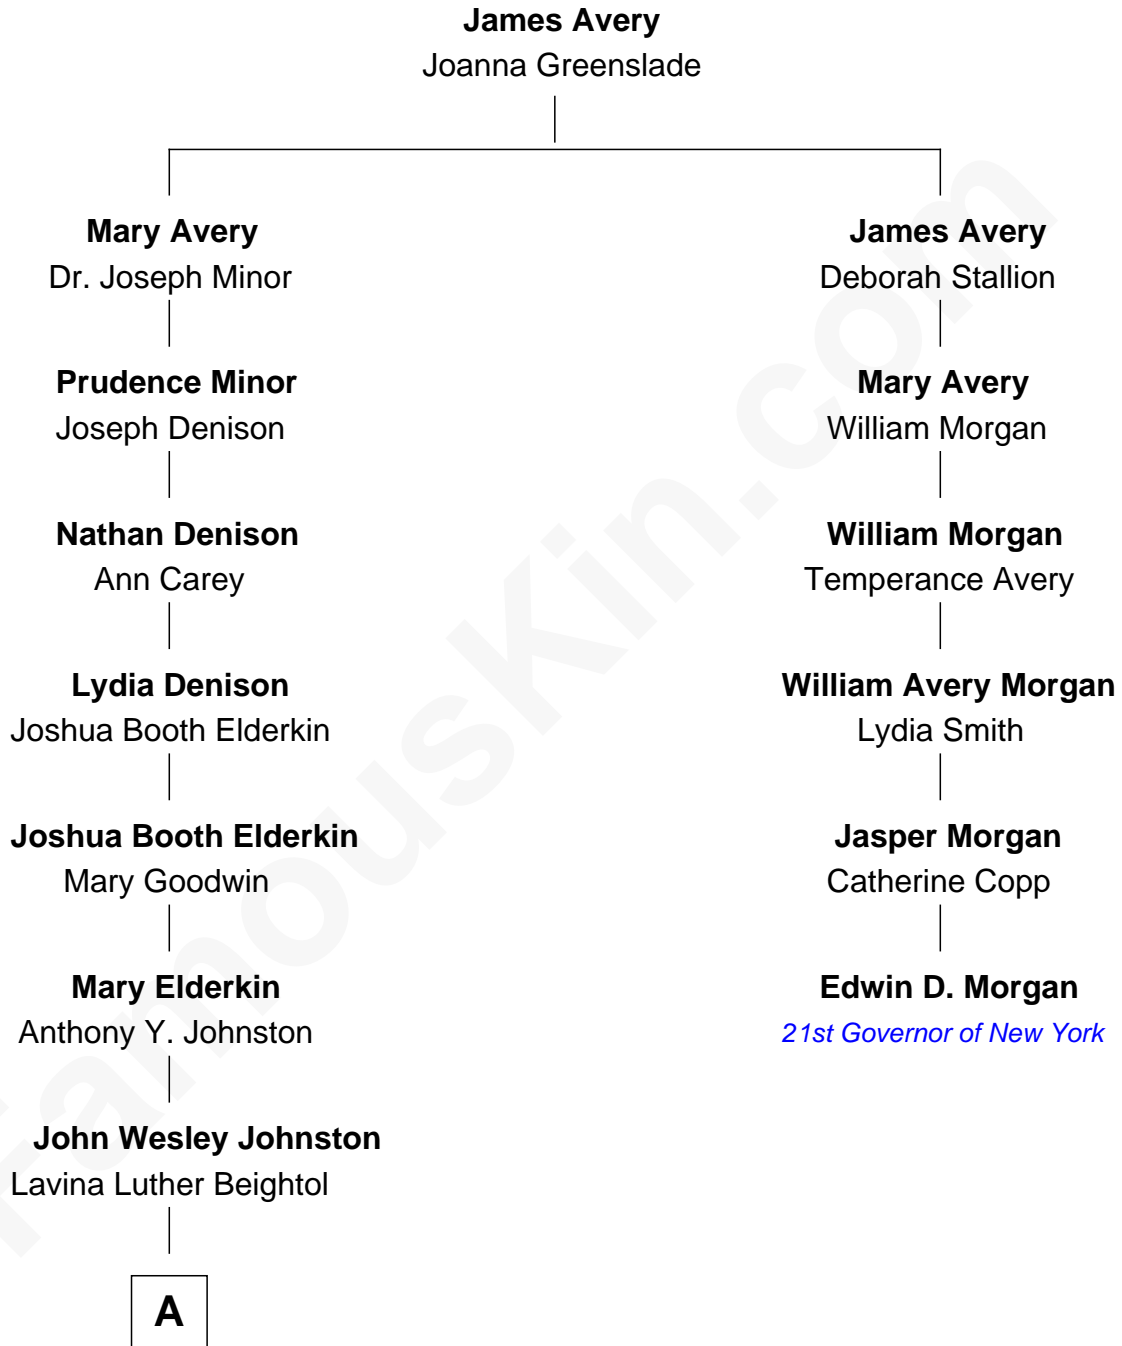 James Avery
Joanna Greenslade
Mary Avery
Dr. Joseph Minor
James Avery
Deborah Stallion
Prudence Minor
Joseph Denison
Mary Avery
William Morgan
Nathan Denison
Ann Carey
William Morgan
Temperance Avery
Lydia Denison
Joshua Booth Elderkin
William Avery Morgan
Lydia Smith
Joshua Booth Elderkin
Mary Goodwin
Jasper Morgan
Catherine Copp
Mary Elderkin
Anthony Y. Johnston
Edwin D. Morgan
21st Governor of New York
John Wesley Johnston
Lavina Luther Beightol
A
FamousKin.com